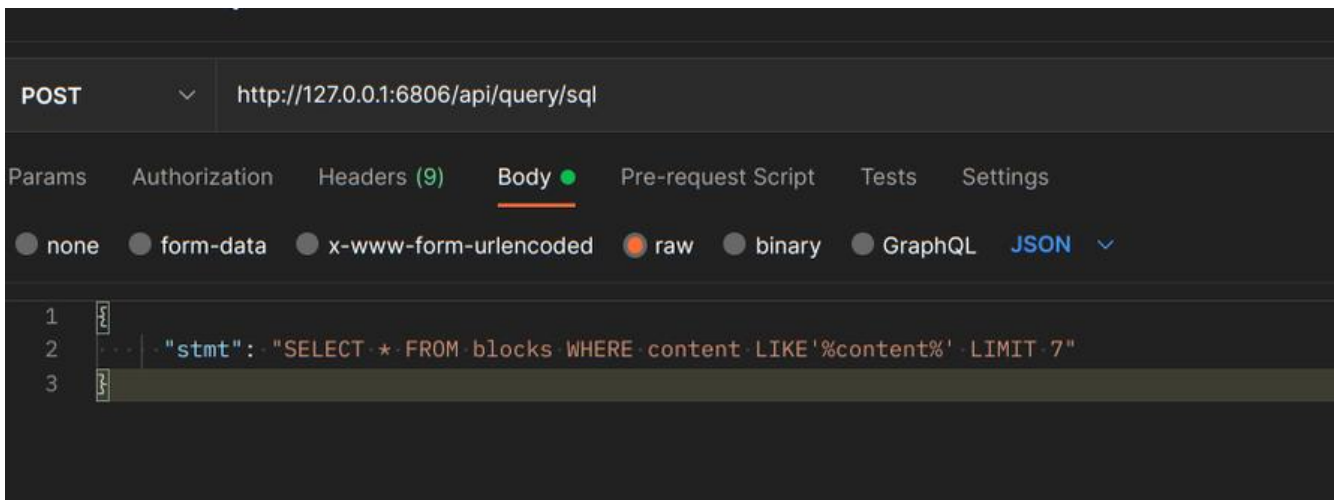 POST http://127.0.0.1:6806/api/query/sql
Params Authorization Headers (9) Body Pre-request Script Tests Settings
none form-data x-www-form-urlencoded raw binary GraphQL JSON
1 {
2 "stmt": "SELECT * FROM blocks WHERE content LIKE'%content%' LIMIT 7"
3 }